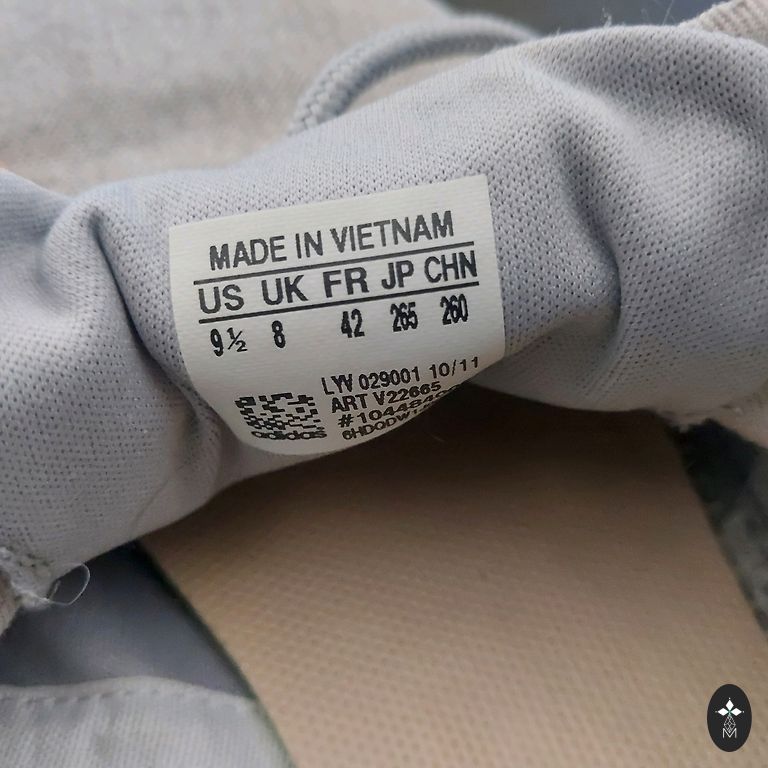 MADE IN VIETNAM
US UK FR JP CHN
9½ 8 42 265 260
LYV 029001 10/11
ART V22665
adidas
M